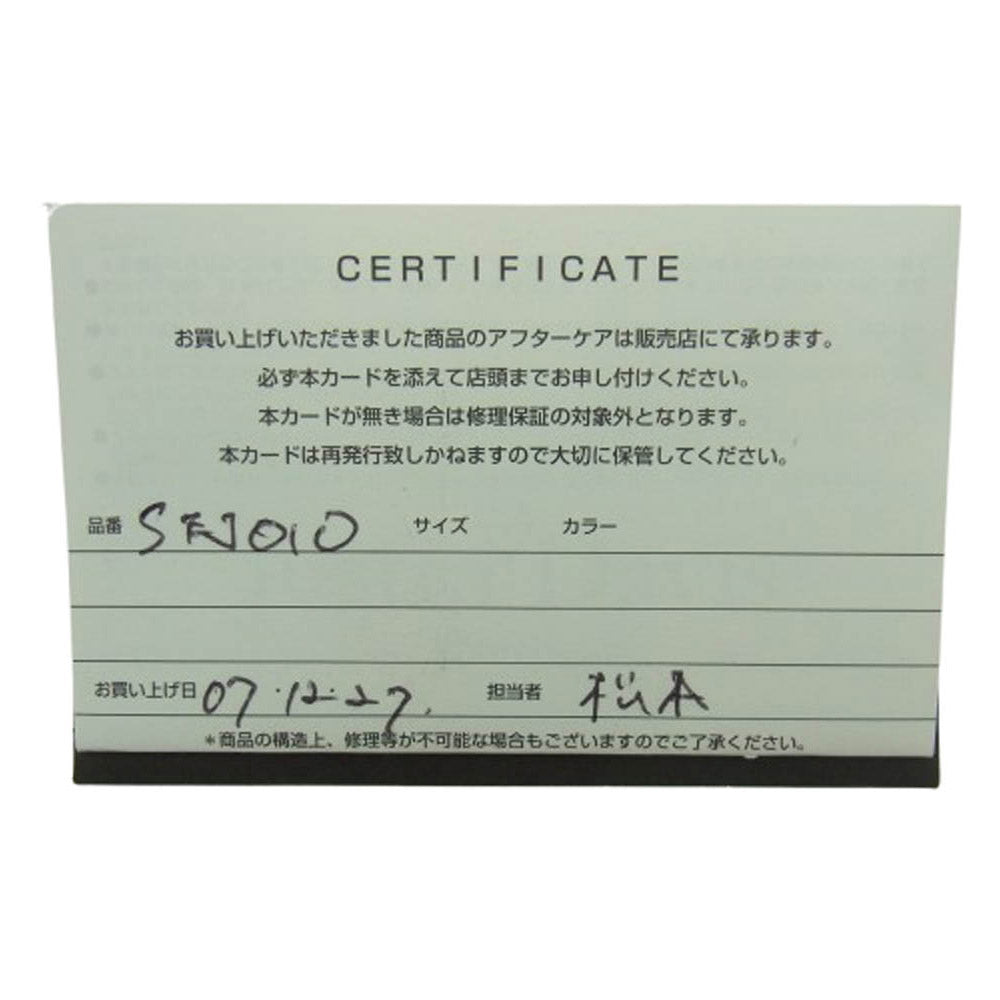 CERTIFICATE
お買い上げいただきました商品のアフターケアは販売店にて承ります。
必ず本カードを添えて店頭までお申し付けください。
本カードが無き場合は修理保証の対象外となります。
本カードは再発行致しかねますので大切に保管してください。
品番 SEJ010 サイズ カラー
お買い上げ日 07.12.27. 担当者 松本
*商品の構造上、修理等が不可能な場合もございますのでご了承ください。